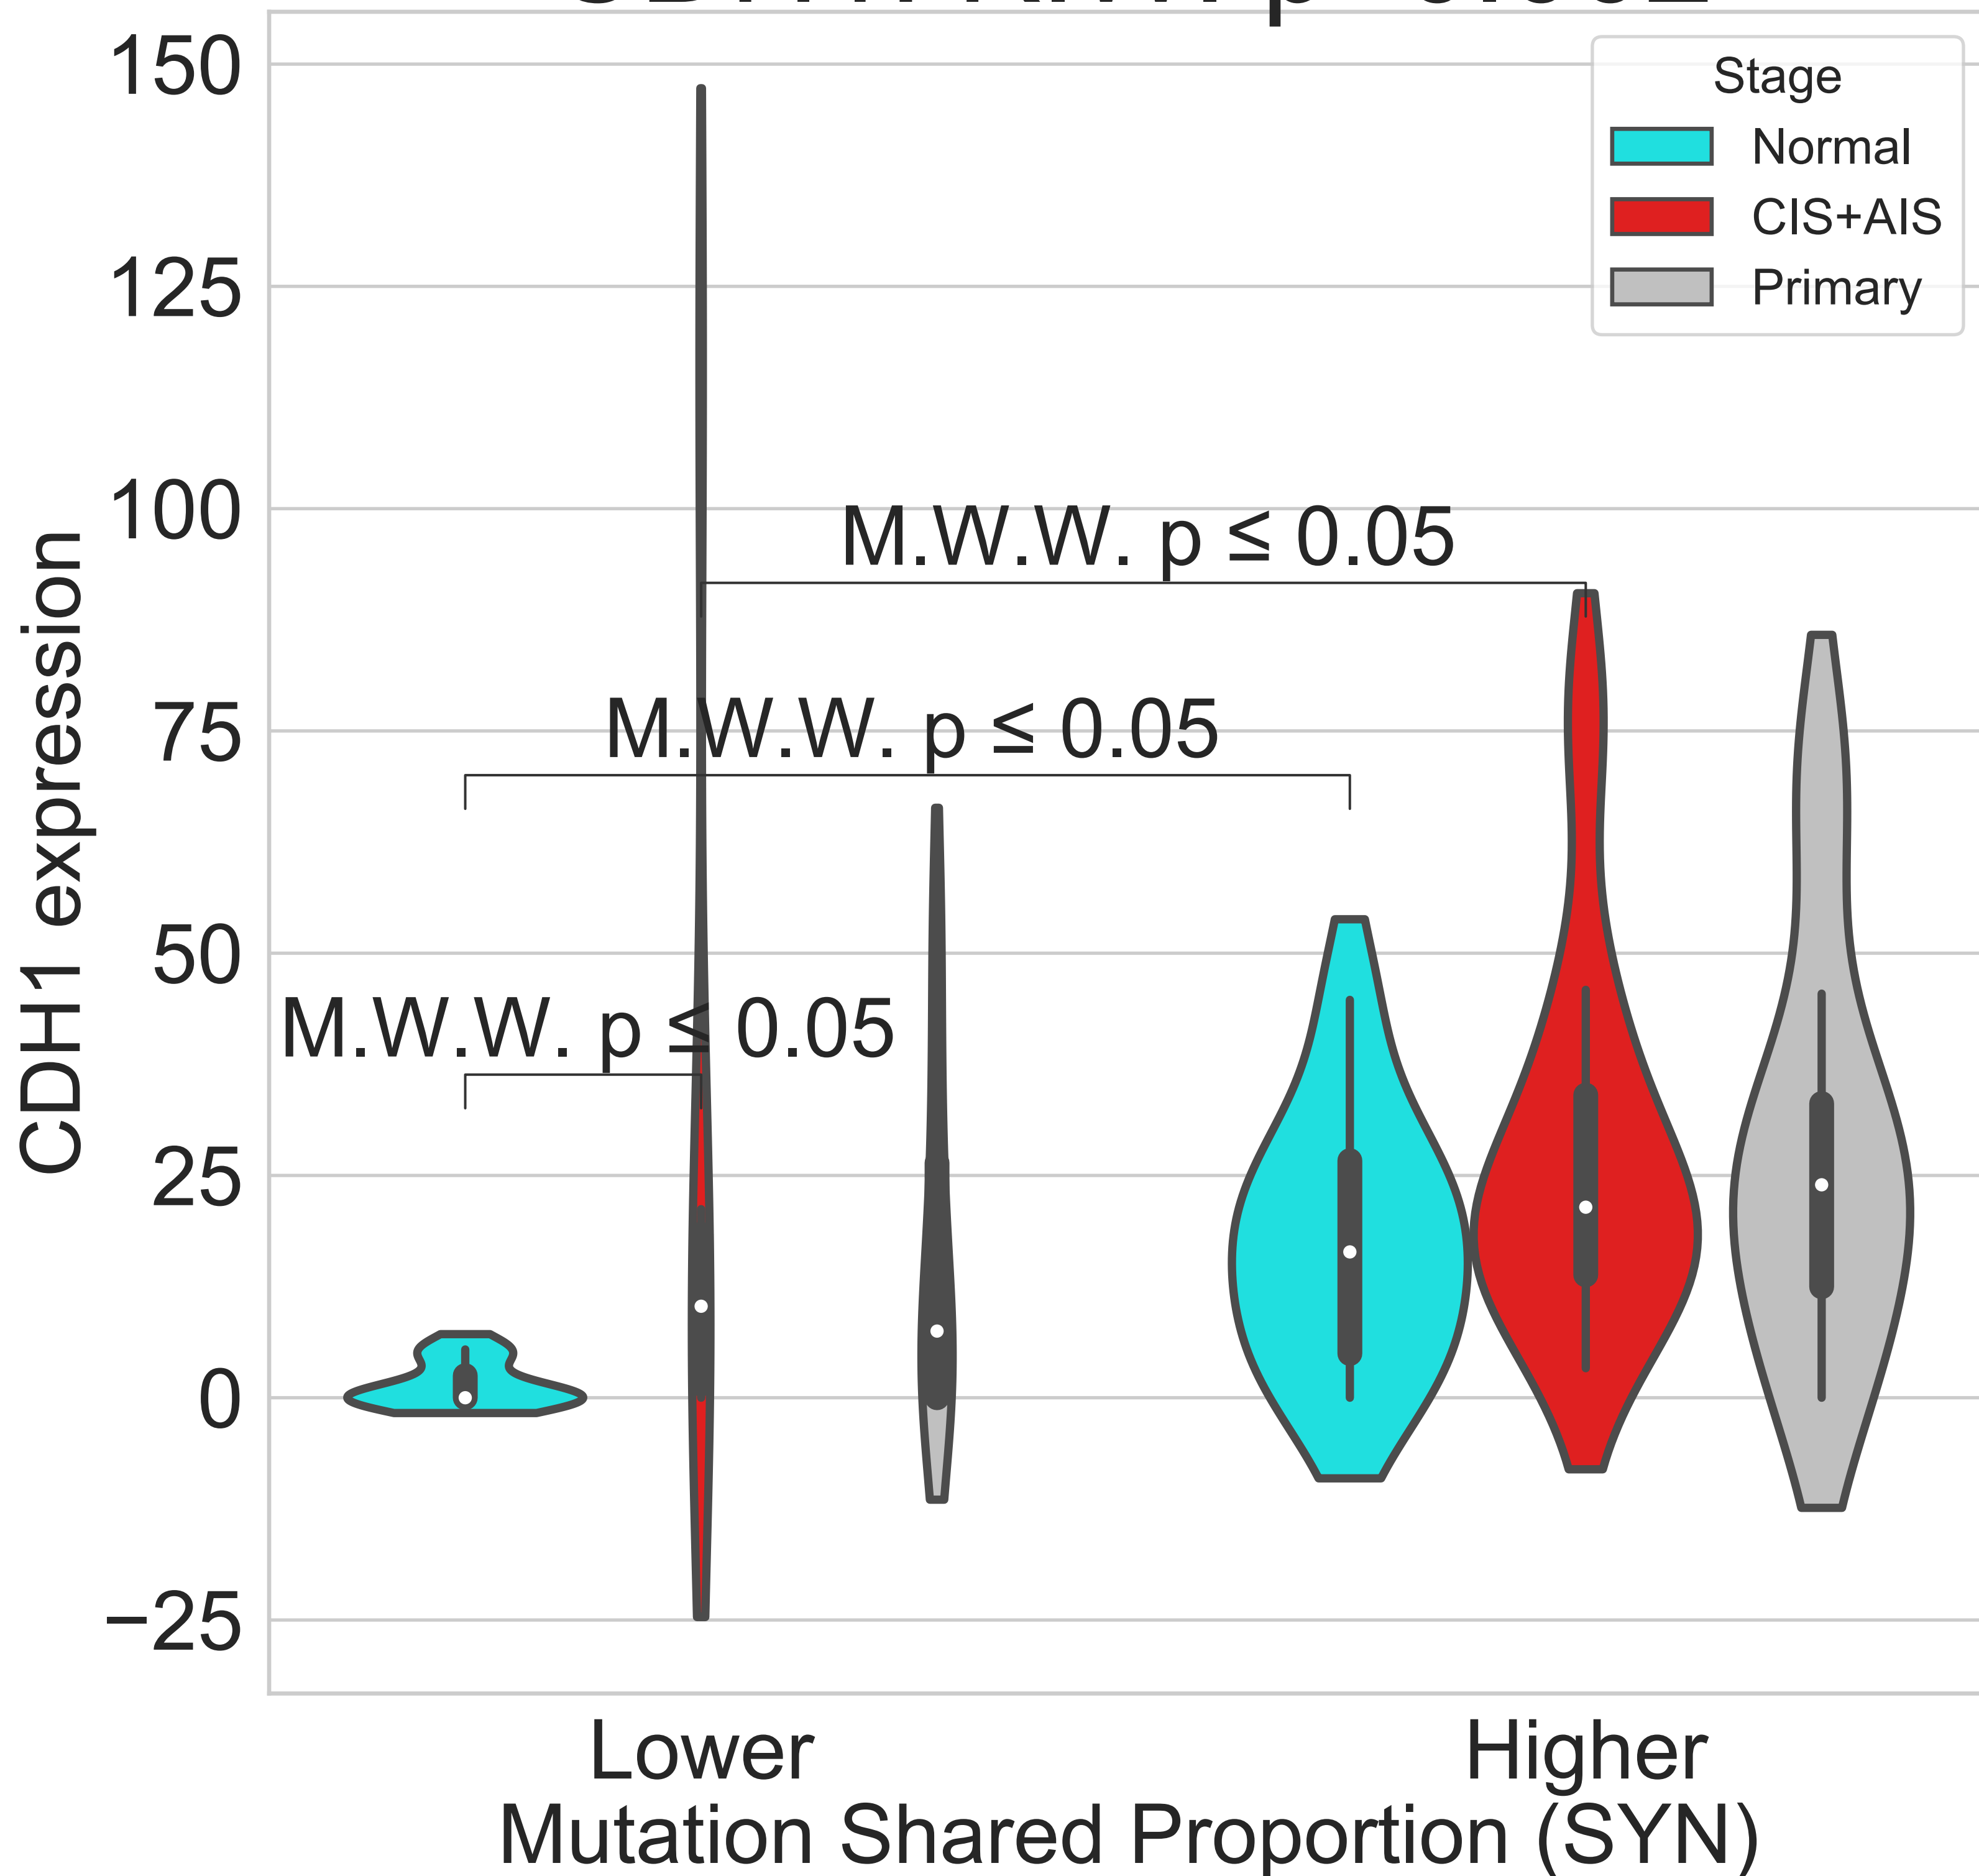 150
125
100
75
50
25
0
−25
CDH1 expression
Stage
Normal
CIS+AIS
Primary
M.W.W. p ≤ 0.05
M.W.W. p ≤ 0.05
M.W.W. p ≤ 0.05
Lower
Higher
Mutation Shared Proportion (SYN)